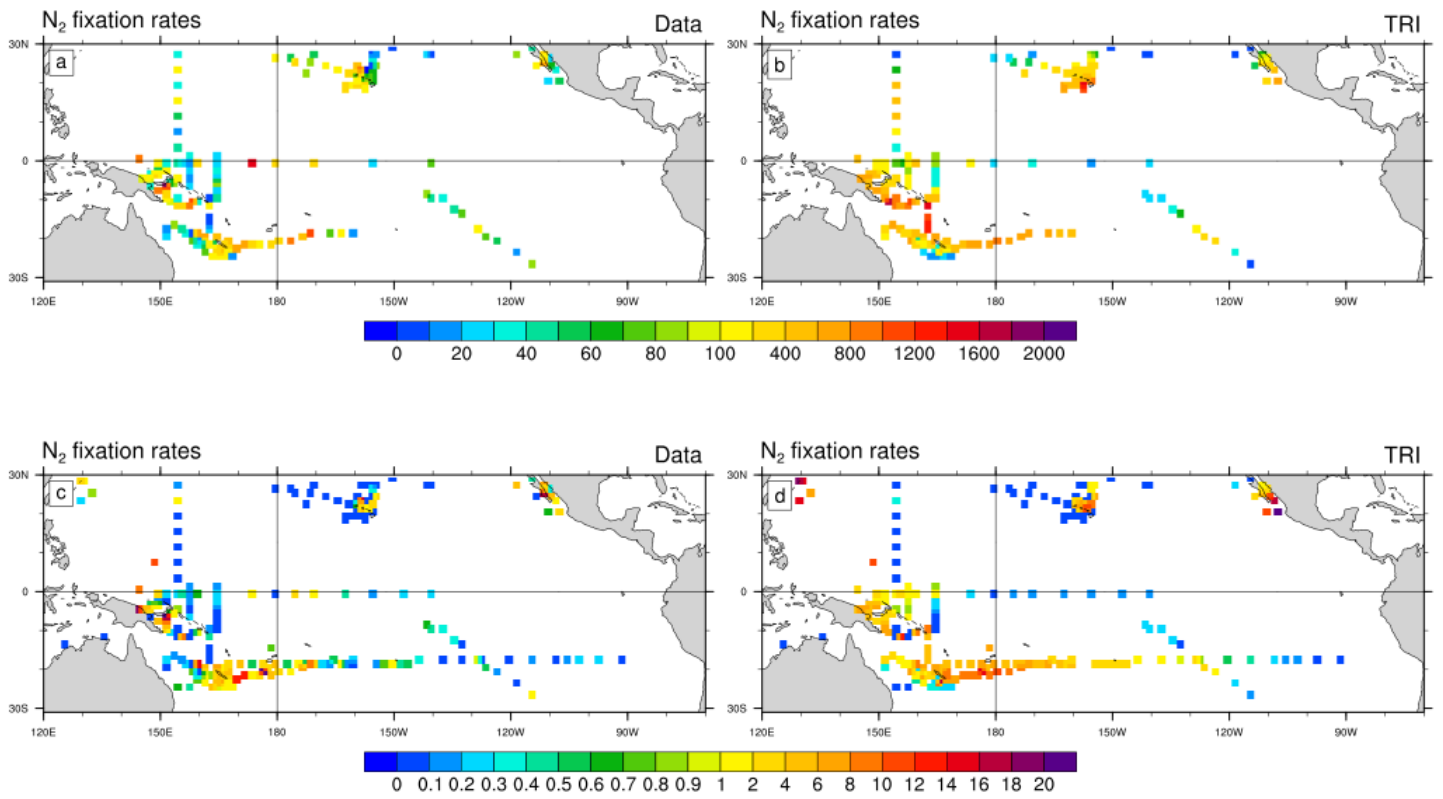 N2 fixation rates Data
a
30N
0
30S
120E 150E 180 150W 120W 90W
N2 fixation rates TRI
b
30N
0
30S
120E 150E 180 150W 120W 90W
0 20 40 60 80 100 400 800 1200 1600 2000
N2 fixation rates Data
c
30N
0
30S
120E 150E 180 150W 120W 90W
N2 fixation rates TRI
d
30N
0
30S
120E 150E 180 150W 120W 90W
0 0.1 0.2 0.3 0.4 0.5 0.6 0.7 0.8 0.9 1 2 4 6 8 10 12 14 16 18 20